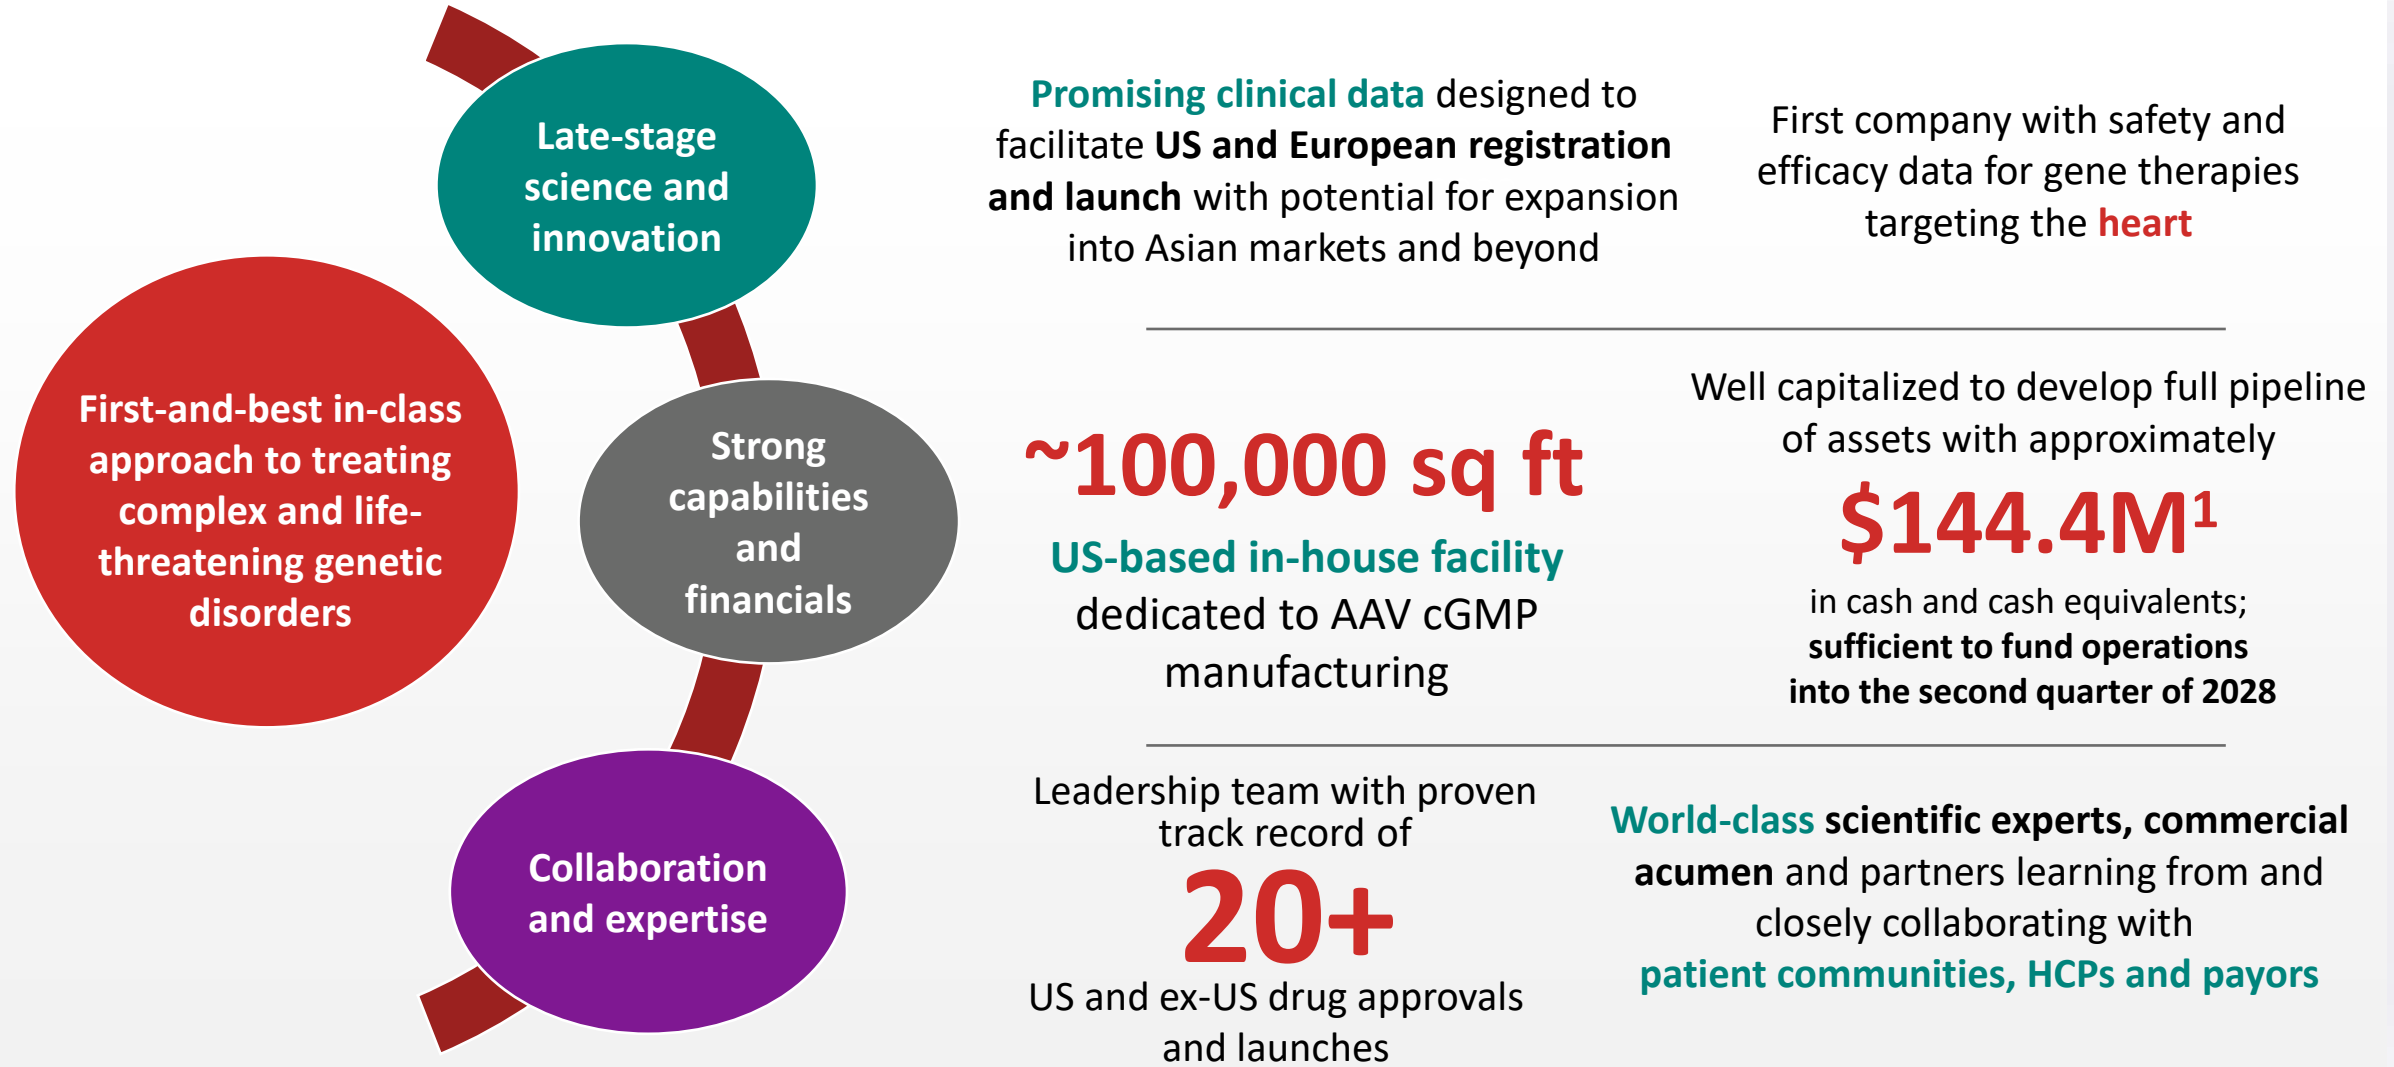 First-and-best in-class
approach to treating
complex and life-
threatening genetic
disorders
Late-stage
science and
innovation
Promising clinical data designed to
facilitate US and European registration
and launch with potential for expansion
into Asian markets and beyond
First company with safety and
efficacy data for gene therapies
targeting the heart
Strong
capabilities
and
financials
~100,000 sq ft
US-based in-house facility
dedicated to AAV cGMP
manufacturing
Well capitalized to develop full pipeline
of assets with approximately
$144.4M¹
in cash and cash equivalents;
sufficient to fund operations
into the second quarter of 2028
Collaboration
and expertise
Leadership team with proven
track record of
20+
US and ex-US drug approvals
and launches
World-class scientific experts, commercial
acumen and partners learning from and
closely collaborating with
patient communities, HCPs and payors